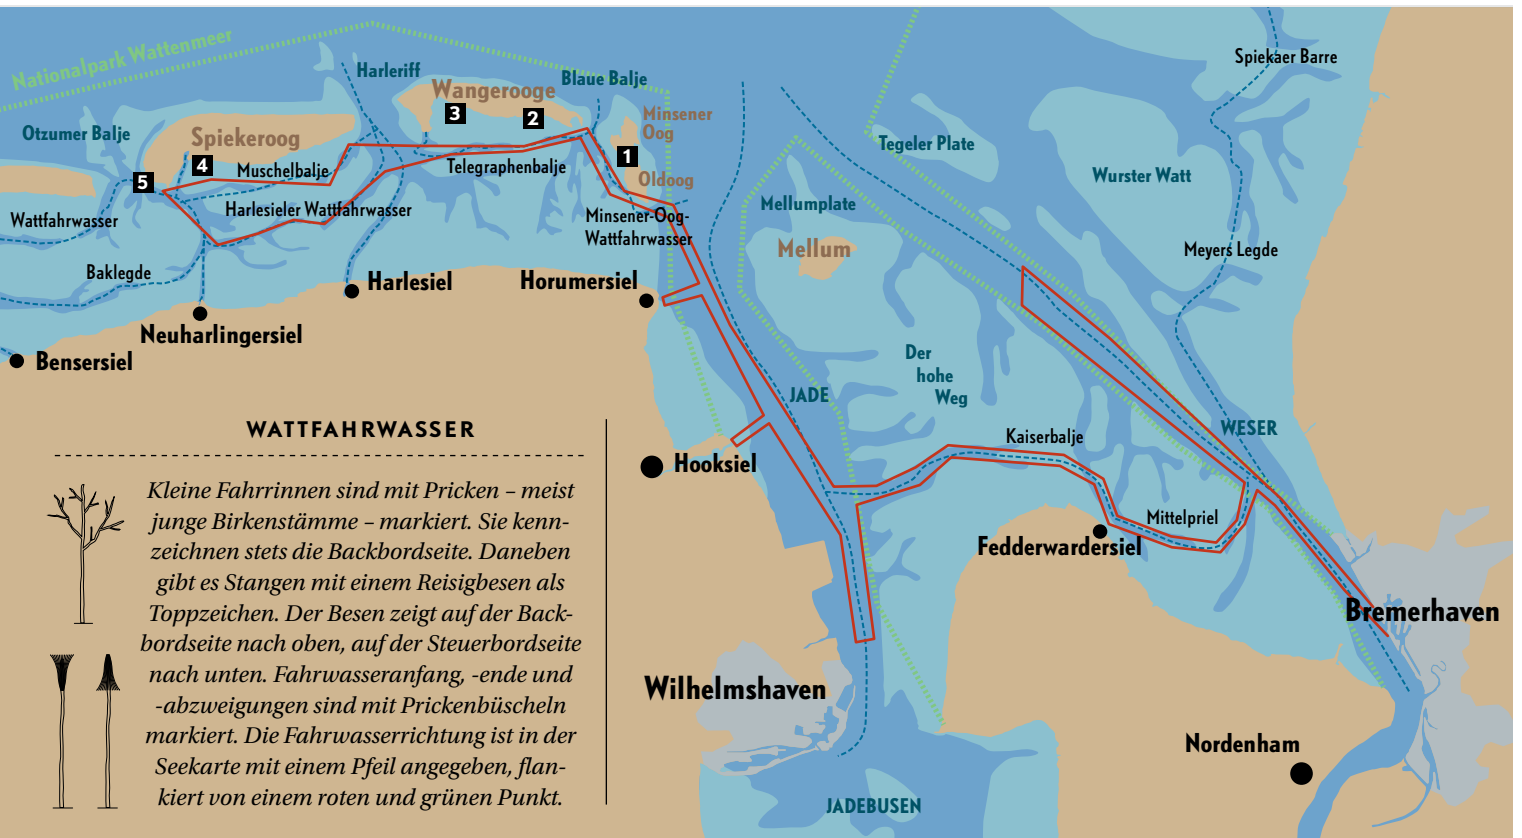 Nationalpark Wattenmeer
Harleriff
Blaue Balje
Spiekaer Barre
Wangerooge
3
2
Minsener
Oog
Otzumer Balje
Spiekeroog
Tegeler Plate
1
4
Muschelbalje
Telegraphenbalje
Wurster Watt
5
Oldoog
Mellumplate
Wattfahrwasser
Harlesieler Wattfahrwasser
Minsener-Oog-
Wattfahrwasser
Mellum
Meyers Legde
Baklegde
Harlesiel
Horumersiel
Neuharlingersiel
Bensersiel
Der
hohe
Weg
JADE
WESER
Kaiserbalje
Hooksiel
Mittelpriel
Fedderwardersiel
Bremerhaven
Wilhelmshaven
Nordenham
JADEBUSEN
WATTFAHRWASSER
Kleine Fahrrinnen sind mit Pricken – meist
junge Birkenstämme – markiert. Sie kenn-
zeichnen stets die Backbordseite. Daneben
gibt es Stangen mit einem Reisigbesen als
Toppzeichen. Der Besen zeigt auf der Back-
bordseite nach oben, auf der Steuerbordseite
nach unten. Fahrwasseranfang, -ende und
-abzweigungen sind mit Prickenbüscheln
markiert. Die Fahrwasserrichtung ist in der
Seekarte mit einem Pfeil angegeben, flan-
kiert von einem roten und grünen Punkt.